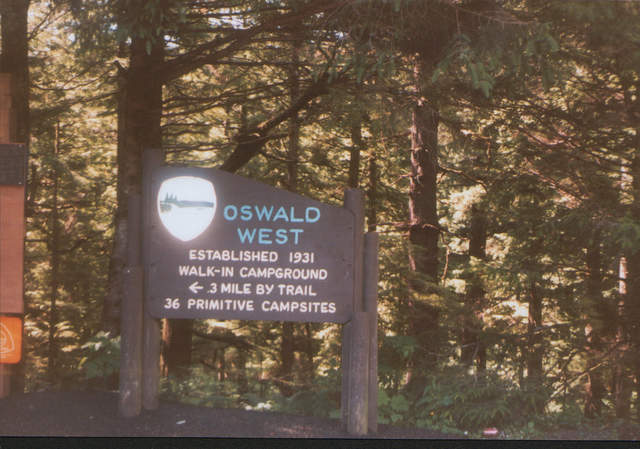 OSWALD
WEST
ESTABLISHED 1931
WALK-IN CAMPGROUND
← .3 MILE BY TRAIL
36 PRIMITIVE CAMPSITES